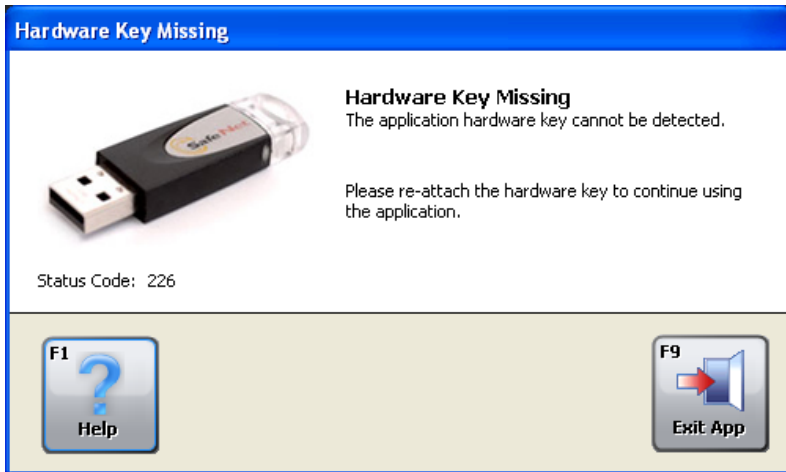 Hardware Key Missing
SafeNet
Hardware Key Missing
The application hardware key cannot be detected.
Please re-attach the hardware key to continue using
the application.
Status Code: 226
F1
Help
F9
Exit App